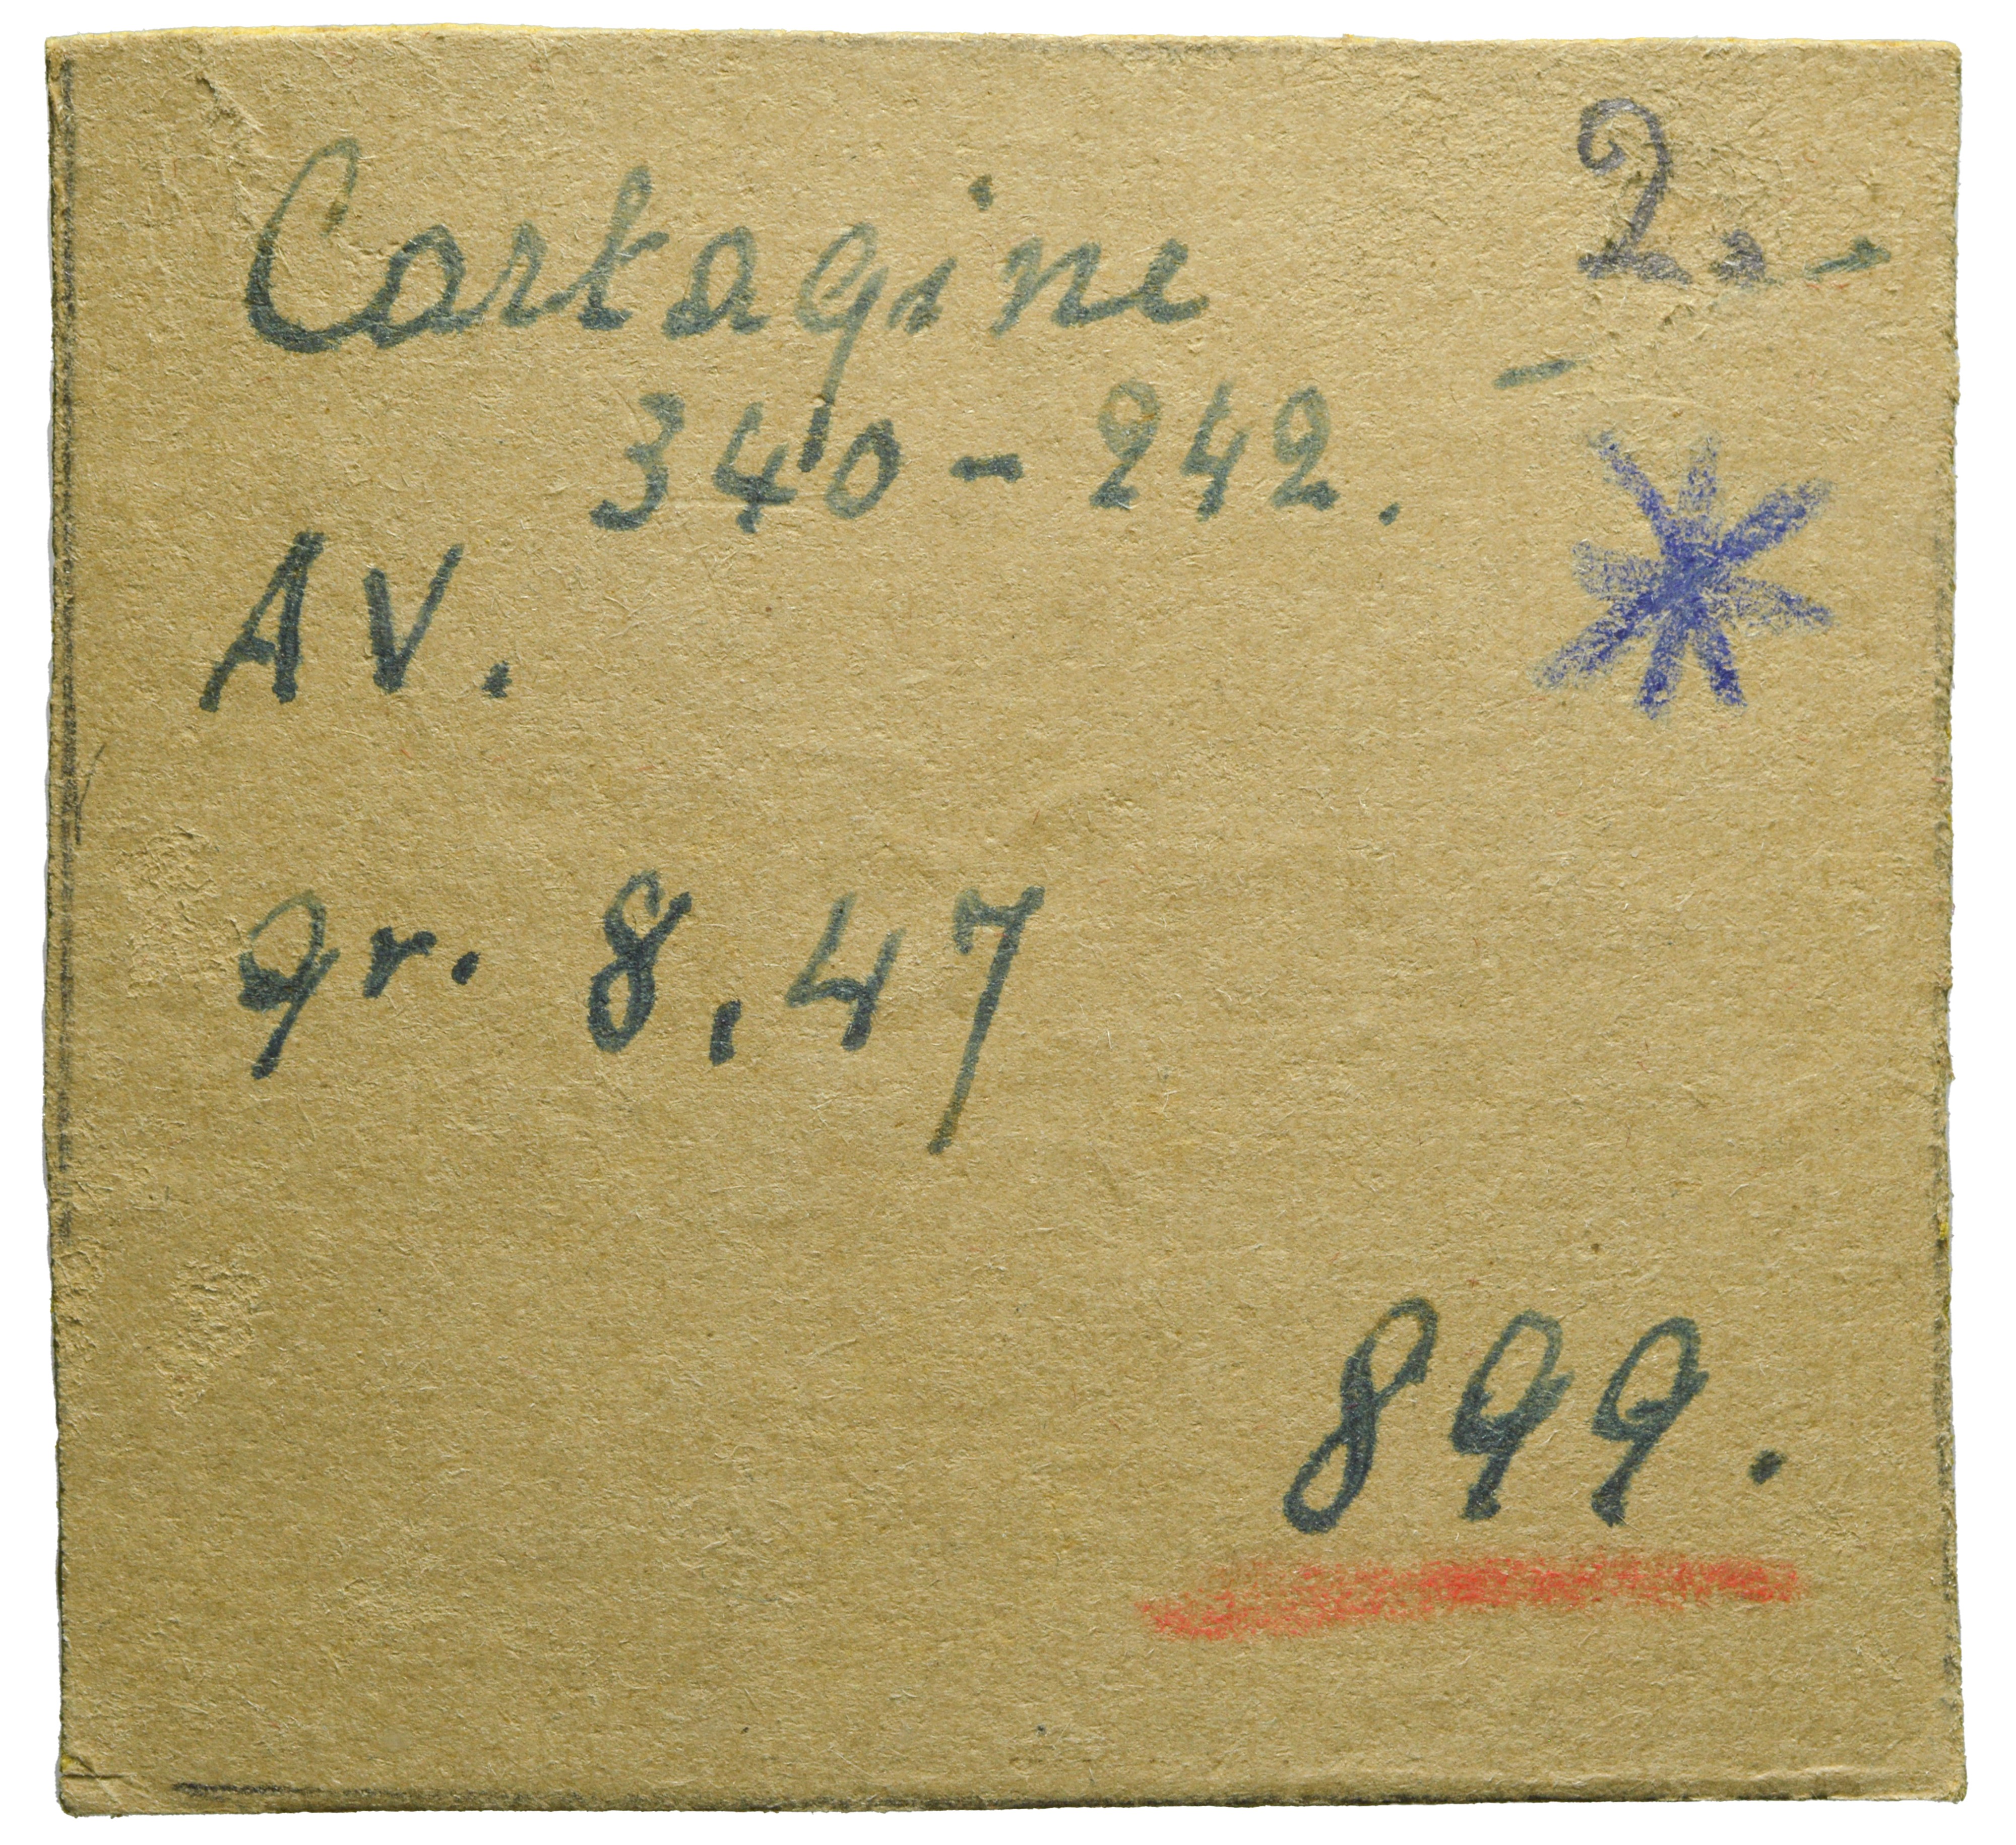 Cartagine 2.-
340-242.
AV.
gr. 8,47
899.